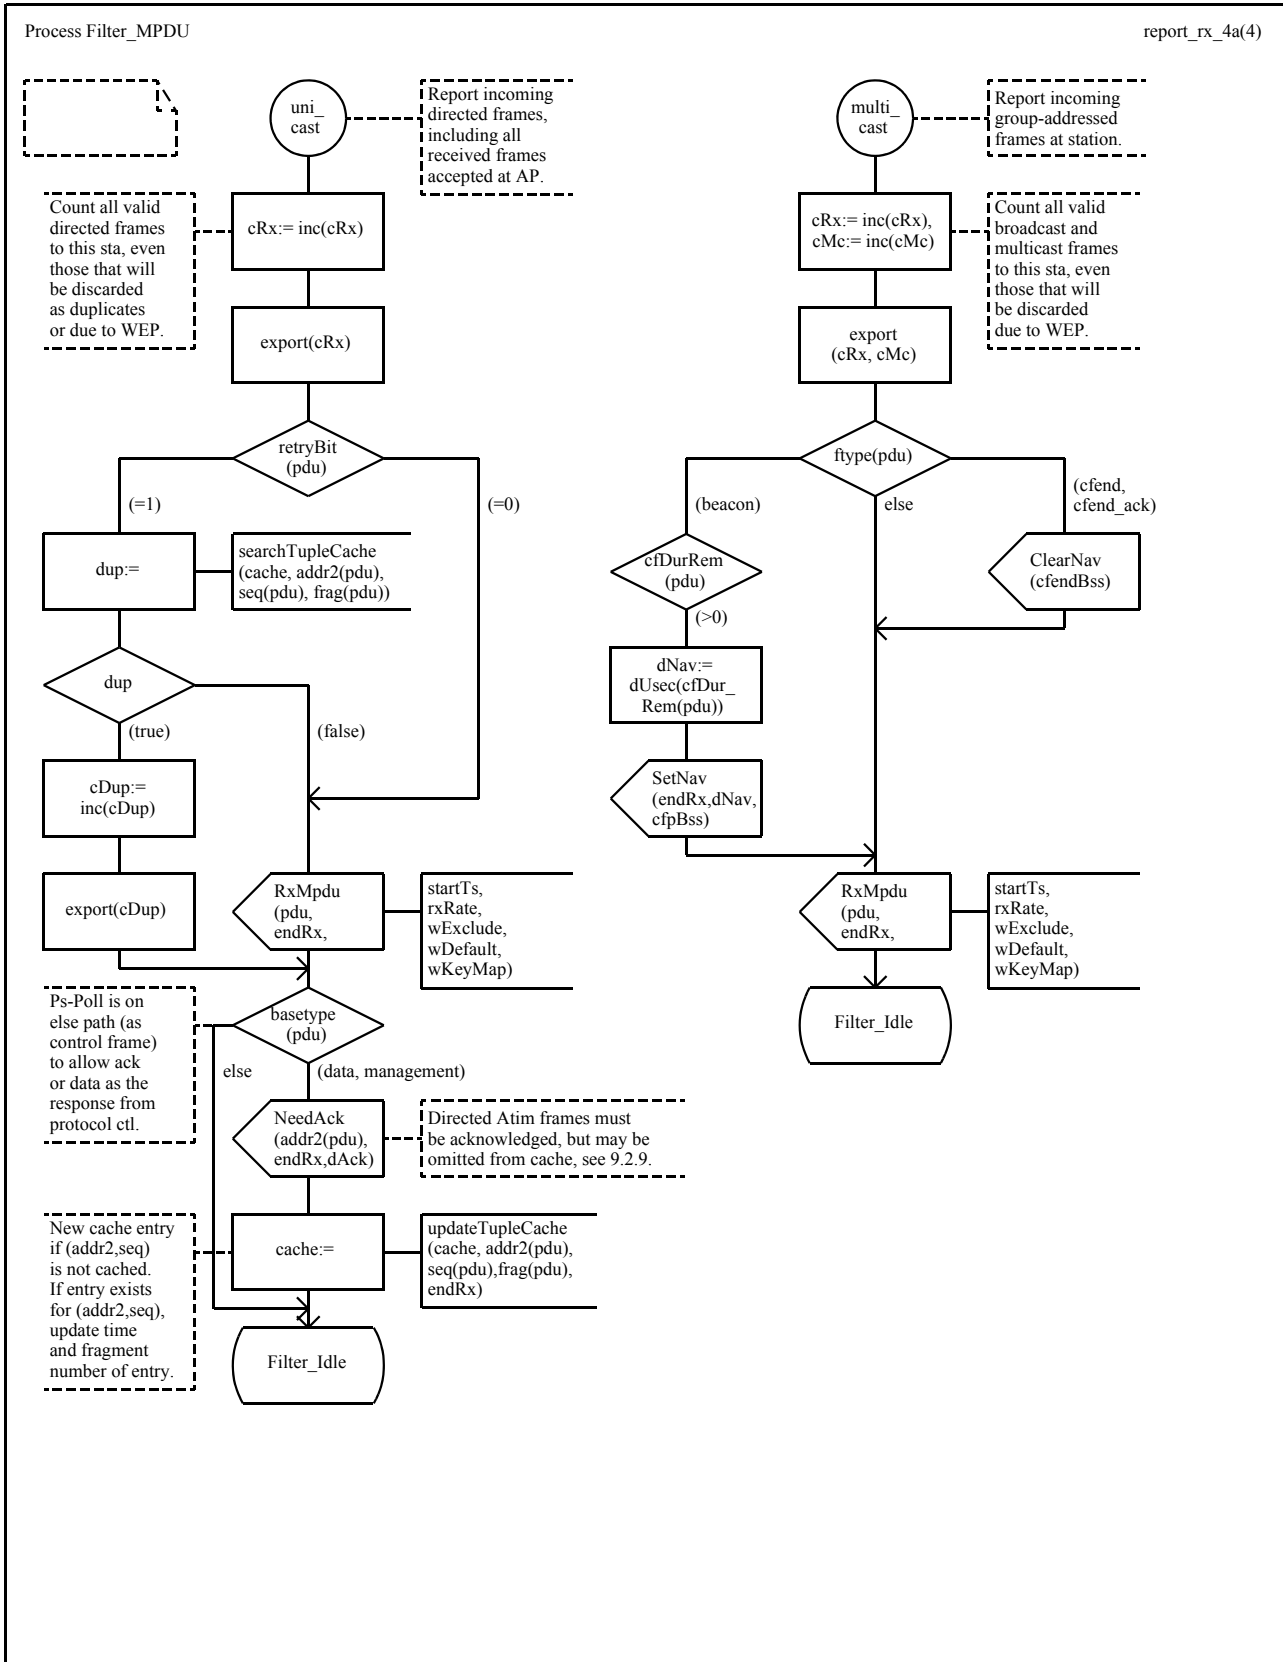 Process Filter_MPDU
report_rx_4a(4)
uni_
cast
Report incoming
directed frames,
including all
received frames
accepted at AP.
Count all valid
directed frames
to this sta, even
those that will
be discarded
as duplicates
or due to WEP.
cRx:= inc(cRx)
export(cRx)
retryBit
(pdu)
(=1)
(=0)
dup:=
searchTupleCache
(cache, addr2(pdu),
seq(pdu), frag(pdu))
dup
(true)
(false)
cDup:=
inc(cDup)
export(cDup)
RxMpdu
(pdu,
endRx,
startTs,
rxRate,
wExclude,
wDefault,
wKeyMap)
Ps-Poll is on
else path (as
control frame)
to allow ack
or data as the
response from
protocol ctl.
basetype
(pdu)
else
(data, management)
NeedAck
(addr2(pdu),
endRx,dAck)
Directed Atim frames must
be acknowledged, but may be
omitted from cache, see 9.2.9.
New cache entry
if (addr2,seq)
is not cached.
If entry exists
for (addr2,seq),
update time
and fragment
number of entry.
cache:=
updateTupleCache
(cache, addr2(pdu),
seq(pdu),frag(pdu),
endRx)
Filter_Idle
multi_
cast
Report incoming
group-addressed
frames at station.
cRx:= inc(cRx),
cMc:= inc(cMc)
Count all valid
broadcast and
multicast frames
to this sta, even
those that will
be discarded
due to WEP.
export
(cRx, cMc)
ftype(pdu)
(beacon)
else
(cfend,
cfend_ack)
cfDurRem
(pdu)
(>0)
ClearNav
(cfendBss)
dNav:=
dUsec(cfDur_
Rem(pdu))
SetNav
(endRx,dNav,
cfpBss)
RxMpdu
(pdu,
endRx,
startTs,
rxRate,
wExclude,
wDefault,
wKeyMap)
Filter_Idle